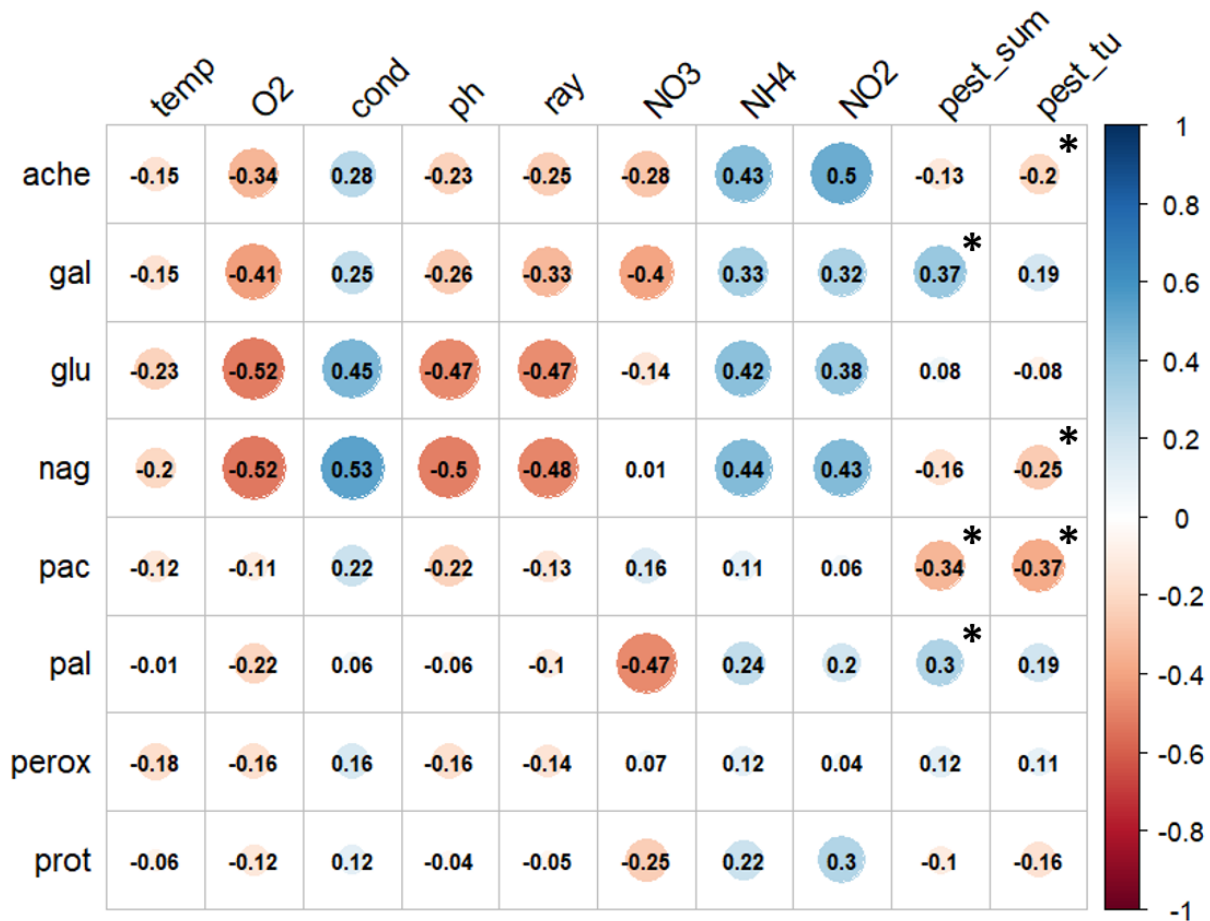 temp O2 cond ph ray NO3 NH4 NO2 pest_sum pest_tu
ache -0.15 -0.34 0.28 -0.23 -0.25 -0.28 0.43 0.5 -0.13 -0.2 *
gal -0.15 -0.41 0.25 -0.26 -0.33 -0.4 0.33 0.32 0.37 * 0.19
glu -0.23 -0.52 0.45 -0.47 -0.47 -0.14 0.42 0.38 0.08 -0.08
nag -0.2 -0.52 0.53 -0.5 -0.48 0.01 0.44 0.43 -0.16 -0.25 *
pac -0.12 -0.11 0.22 -0.22 -0.13 0.16 0.11 0.06 -0.34 * -0.37 *
pal -0.01 -0.22 0.06 -0.06 -0.1 -0.47 0.24 0.2 0.3 * 0.19
perox -0.18 -0.16 0.16 -0.16 -0.14 0.07 0.12 0.04 0.12 0.11
prot -0.06 -0.12 0.12 -0.04 -0.05 -0.25 0.22 0.3 -0.1 -0.16
1
0.8
0.6
0.4
0.2
0
-0.2
-0.4
-0.6
-0.8
-1